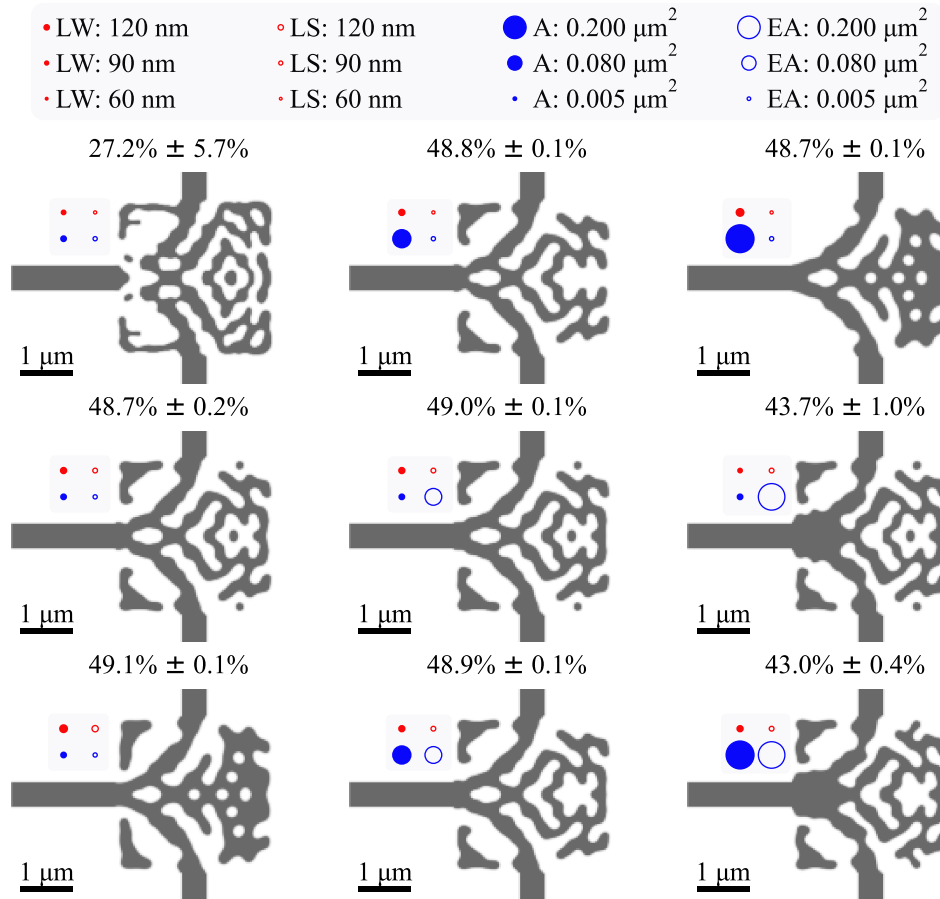 LW: 120 nm LS: 120 nm A: 0.200 μm² EA: 0.200 μm²
LW: 90 nm LS: 90 nm A: 0.080 μm² EA: 0.080 μm²
LW: 60 nm LS: 60 nm A: 0.005 μm² EA: 0.005 μm²
27.2% ± 5.7% 48.8% ± 0.1% 48.7% ± 0.1%
1 μm 1 μm 1 μm
48.7% ± 0.2% 49.0% ± 0.1% 43.7% ± 1.0%
1 μm 1 μm 1 μm
49.1% ± 0.1% 48.9% ± 0.1% 43.0% ± 0.4%
1 μm 1 μm 1 μm